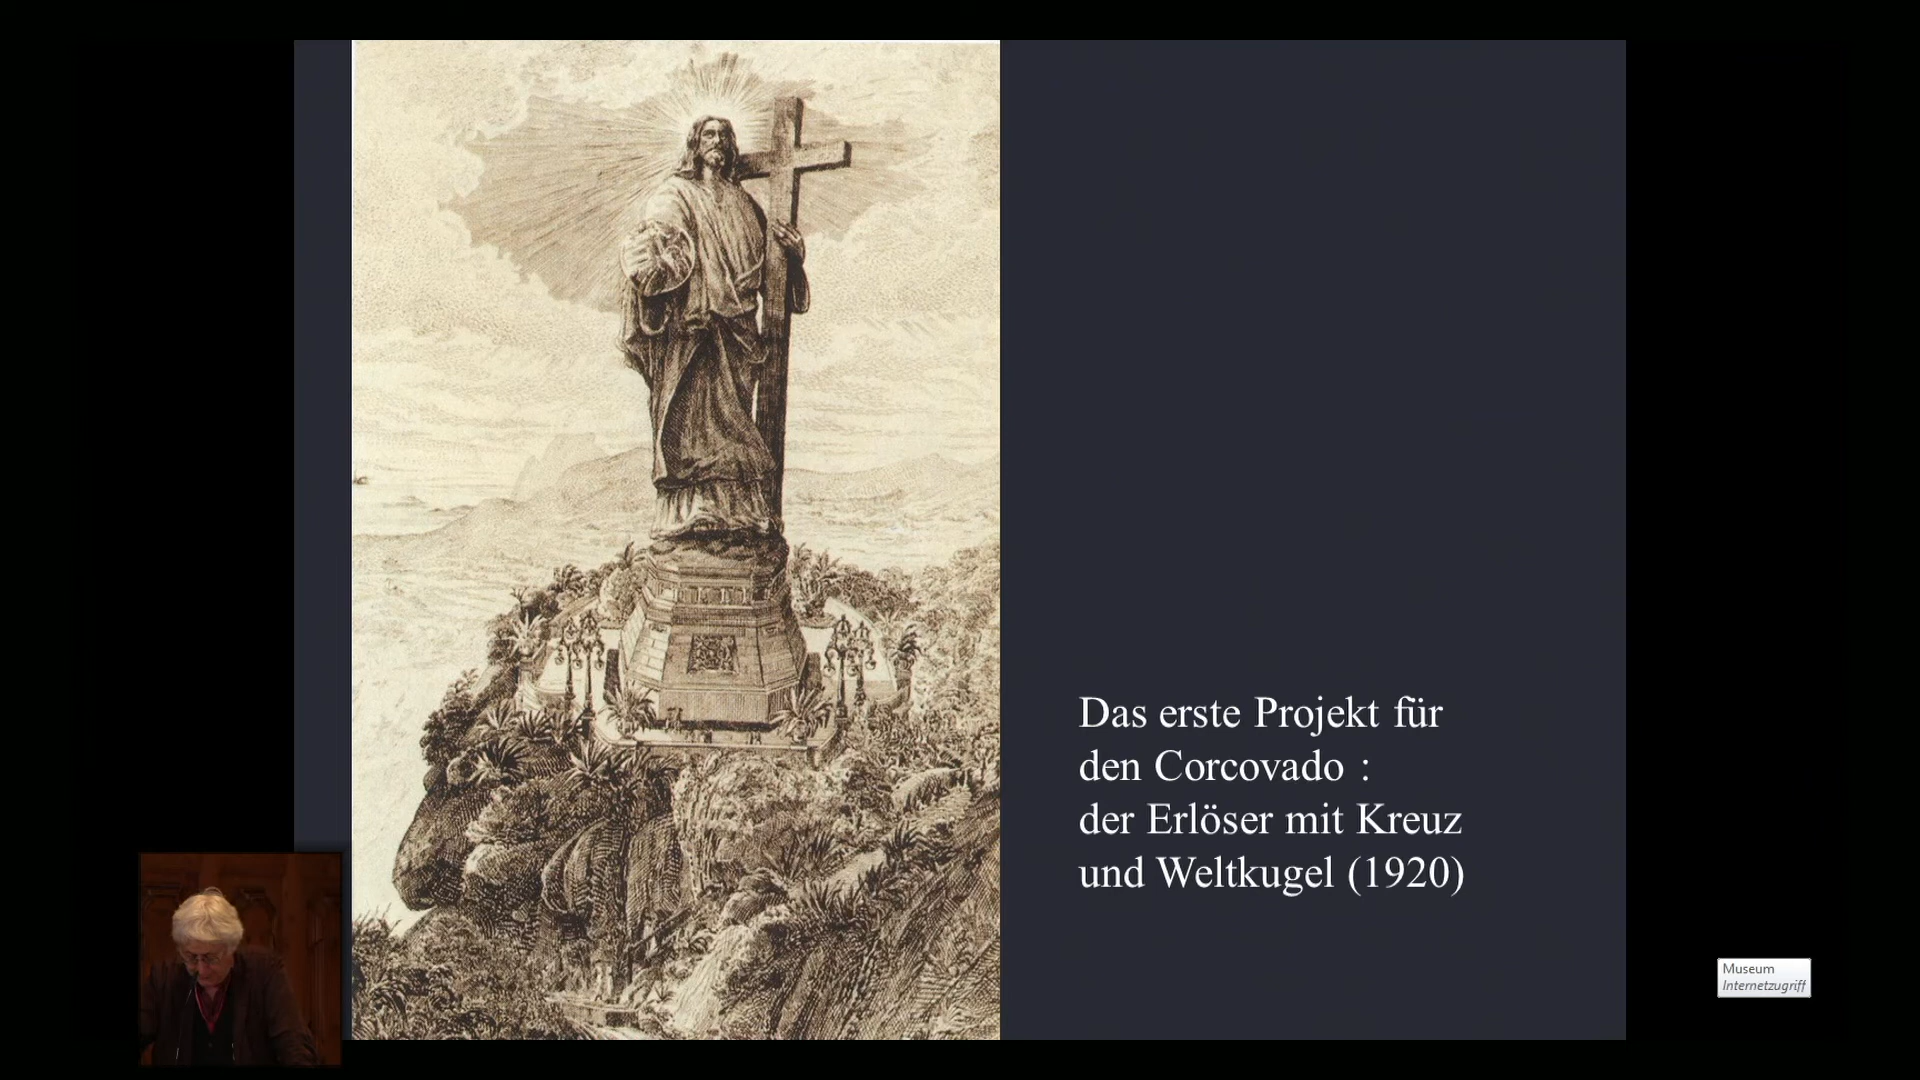 Das erste Projekt für
den Corcovado :
der Erlöser mit Kreuz
und Weltkugel (1920)
Museum
Internetzugriff